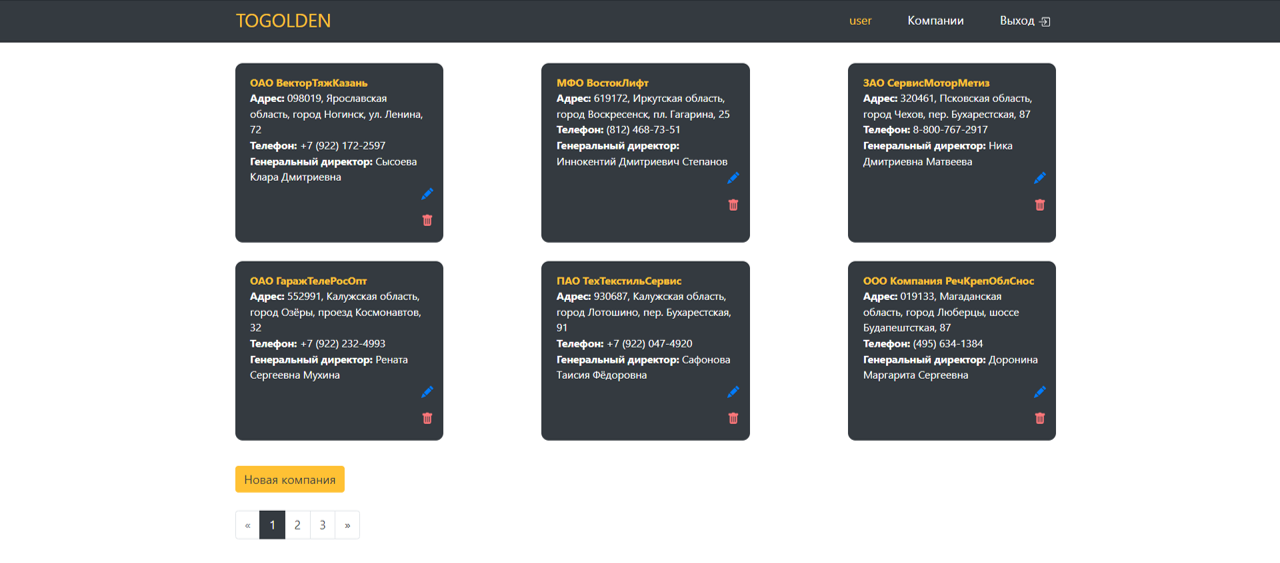 TOGOLDEN
user
Компании
Выход
ОАО ВекторТяжКазань
Адрес: 098019, Ярославская
область, город Ногинск, ул. Ленина,
72
Телефон: +7 (922) 172-2597
Генеральный директор: Сысоева
Клара Дмитриевна
МФО ВостокЛифт
Адрес: 619172, Иркутская область,
город Воскресенск, пл. Гагарина, 25
Телефон: (812) 468-73-51
Генеральный директор:
Иннокентий Дмитриевич Степанов
ЗАО СервисМоторМетиз
Адрес: 320461, Псковская область,
город Чехов, пер. Бухарестская, 87
Телефон: 8-800-767-2917
Генеральный директор: Ника
Дмитриевна Матвеева
ОАО ГаражТелеРосОпт
Адрес: 552991, Калужская область,
город Озёры, проезд Космонавтов,
32
Телефон: +7 (922) 232-4993
Генеральный директор: Рената
Сергеевна Мухина
ПАО ТехТекстильСервис
Адрес: 930687, Калужская область,
город Лотошино, пер. Бухарестская,
91
Телефон: +7 (922) 047-4920
Генеральный директор: Сафонова
Таисия Фёдоровна
ООО Компания РечКрепОблСнос
Адрес: 019133, Магаданская
область, город Люберцы, шоссе
Будапештсткая, 87
Телефон: (495) 634-1384
Генеральный директор: Доронина
Маргарита Сергеевна
Новая компания
« 1 2 3 »